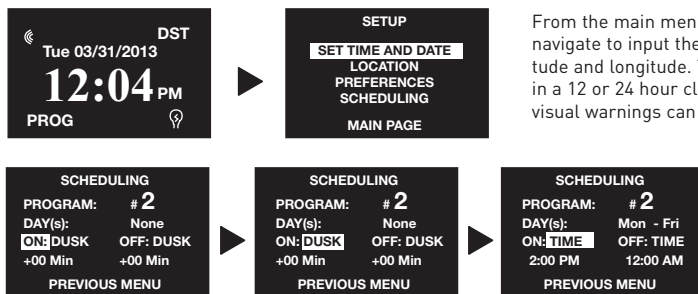 DST
Tue 03/31/2013
12:04 PM
PROG
SETUP
SET TIME AND DATE
LOCATION
PREFERENCES
SCHEDULING
MAIN PAGE
From the main men
navigate to input the
tude and longitude.
in a 12 or 24 hour cl
visual warnings can
SCHEDULING
PROGRAM: # 2
DAY(s): None
ON: DUSK OFF: DUSK
+00 Min +00 Min
PREVIOUS MENU
SCHEDULING
PROGRAM: # 2
DAY(s): None
ON: DUSK OFF: DUSK
+00 Min +00 Min
PREVIOUS MENU
SCHEDULING
PROGRAM: # 2
DAY(s): Mon - Fri
ON: TIME OFF: TIME
2:00 PM 12:00 AM
PREVIOUS MENU